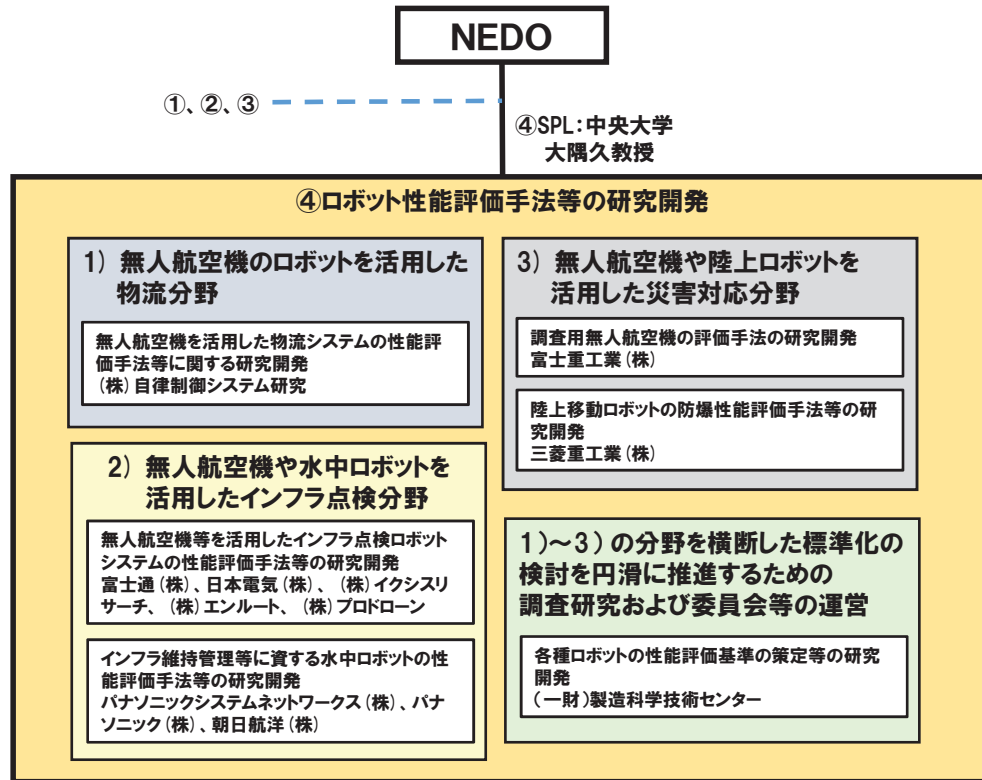 NEDO
①、②、③
④SPL：中央大学
大隅久教授
④ロボット性能評価手法等の研究開発
1）無人航空機のロボットを活用した
物流分野
無人航空機を活用した物流システムの性能評
価手法等に関する研究開発
（株）自律制御システム研究
2）無人航空機や水中ロボットを
活用したインフラ点検分野
無人航空機等を活用したインフラ点検ロボット
システムの性能評価手法等の研究開発
富士通（株）、日本電気（株）、（株）イクシスリ
サーチ、（株）エンルート、（株）プロドローン
インフラ維持管理等に資する水中ロボットの性
能評価手法等の研究開発
パナソニックシステムネットワークス（株）、パナ
ソニック（株）、朝日航洋（株）
3）無人航空機や陸上ロボットを
活用した災害対応分野
調査用無人航空機の評価手法の研究開発
富士重工業（株）
陸上移動ロボットの防爆性能評価手法等の研
究開発
三菱重工業（株）
1）～3）の分野を横断した標準化の
検討を円滑に推進するための
調査研究および委員会等の運営
各種ロボットの性能評価基準の策定等の研究
開発
（一財）製造科学技術センター